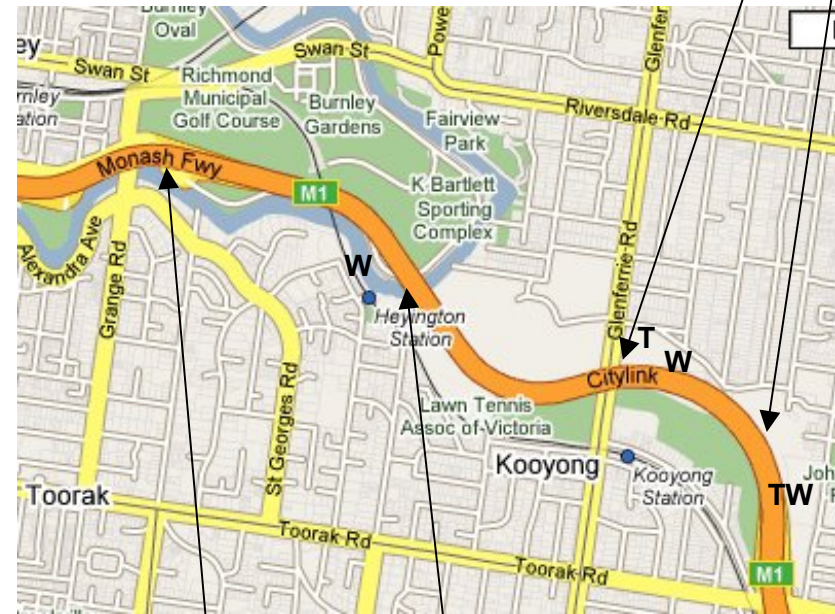 Burnley
Oval
Swan St
Swan St
Richmond
Municipal
Golf Course
Burnley
Gardens
Fairview
Park
Riversdale Rd
Monash Fwy
M1
K Bartlett
Sporting
Complex
Alexandra Ave
Grange Rd
Glenferrie Rd
W
Heyington
Station
T
W
Citylink
St Georges Rd
Lawn Tennis
Assoc of Victoria
Kooyong
Kooyong
Station
TW
Toorak
Toorak Rd
Toorak Rd
M1